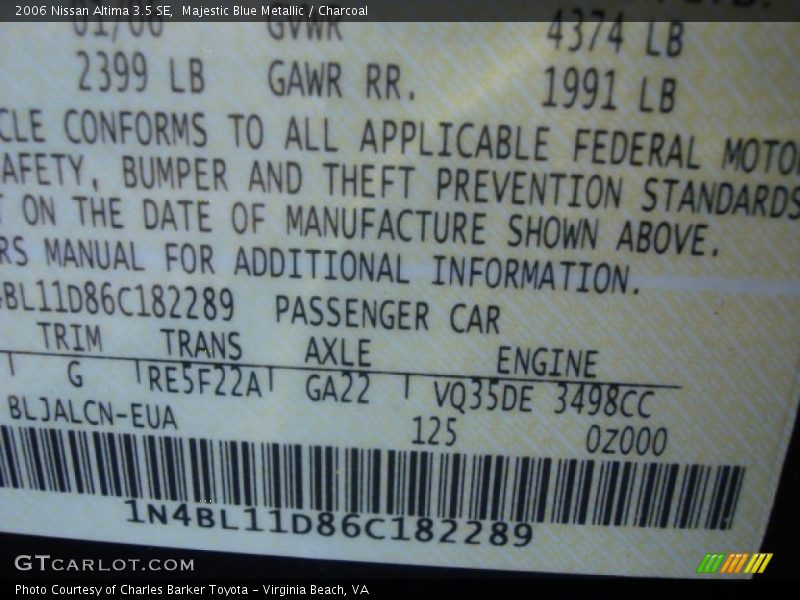 2006 Nissan Altima 3.5 SE, Majestic Blue Metallic / Charcoal
01/06 GVWR 4374 LB
2399 LB GAWR RR. 1991 LB
CLE CONFORMS TO ALL APPLICABLE FEDERAL MOTO
AFETY, BUMPER AND THEFT PREVENTION STANDARDS
T ON THE DATE OF MANUFACTURE SHOWN ABOVE.
RS MANUAL FOR ADDITIONAL INFORMATION.
4BL11D86C182289 PASSENGER CAR
TRIM TRANS AXLE ENGINE
G RE5F22A GA22 VQ35DE 3498CC
BLJALCN-EUA 125 0Z000
1N4BL11D86C182289
GTCARLOT.COM
Photo Courtesy of Charles Barker Toyota - Virginia Beach, VA